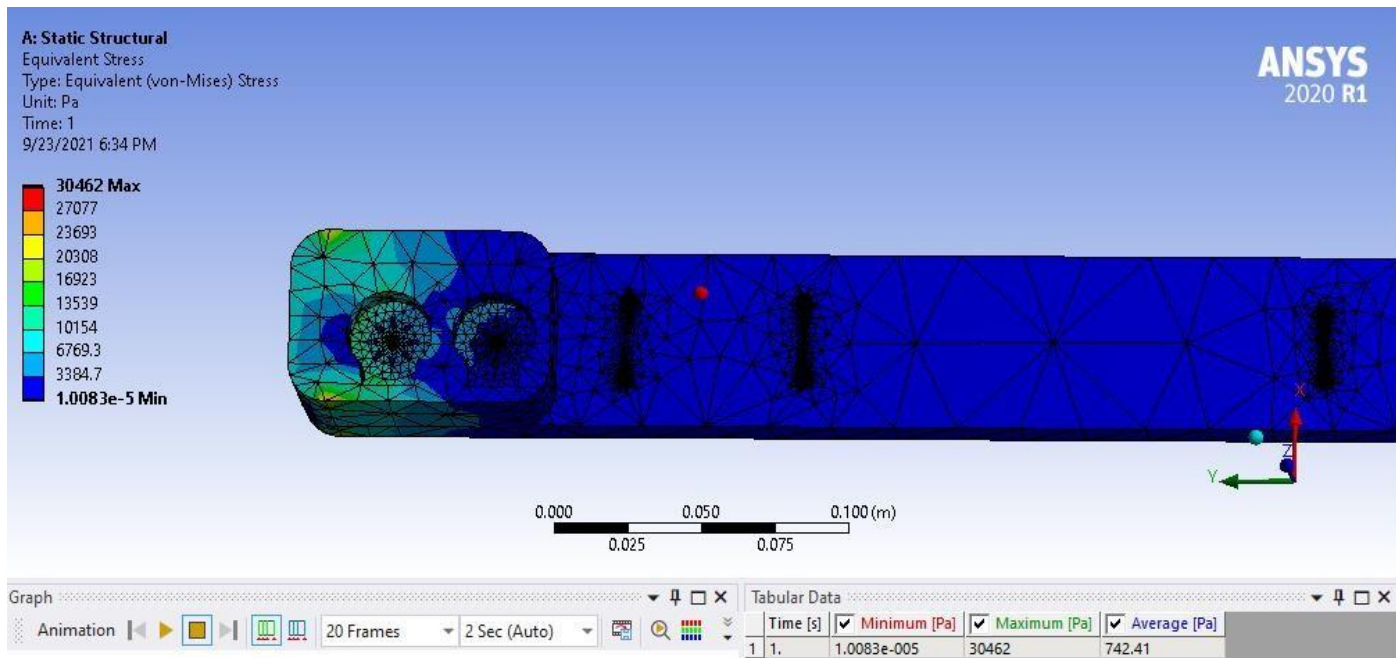 A: Static Structural
Equivalent Stress
Type: Equivalent (von-Mises) Stress
Unit: Pa
Time: 1
9/23/2021 6:34 PM
ANSYS
2020 R1
30462 Max
27077
23693
20308
16923
13539
10154
6769.3
3384.7
1.0083e-5 Min
X
Z
Y
0.000 0.050 0.100 (m)
0.025 0.075
Graph
Animation 20 Frames 2 Sec (Auto)
Tabular Data
Time [s] Minimum [Pa] Maximum [Pa] Average [Pa]
1 1. 1.0083e-005 30462 742.41